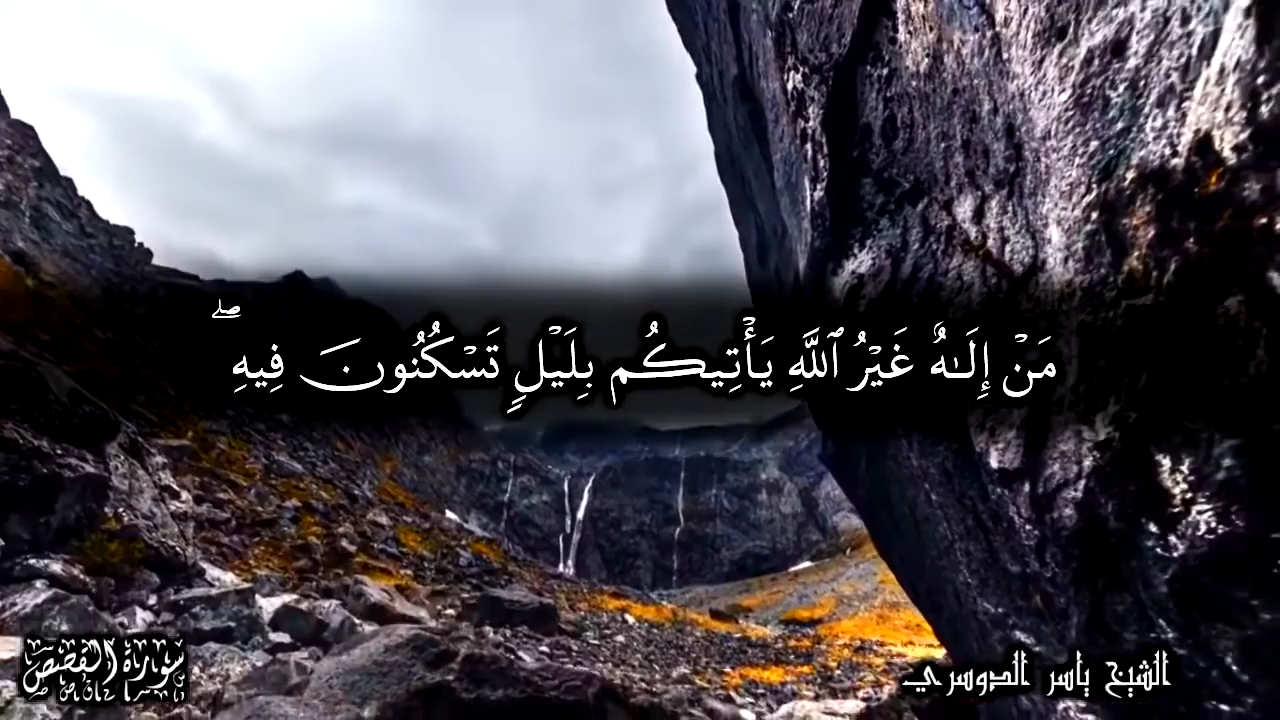 مَنْ إِلَـٰهٌ غَيْرُ ٱللَّهِ يَأْتِيكُم بِلَيْلٍۢ تَسْكُنُونَ فِيهِ ۖ
سورة القصص
الشيخ ياسر الدوسري